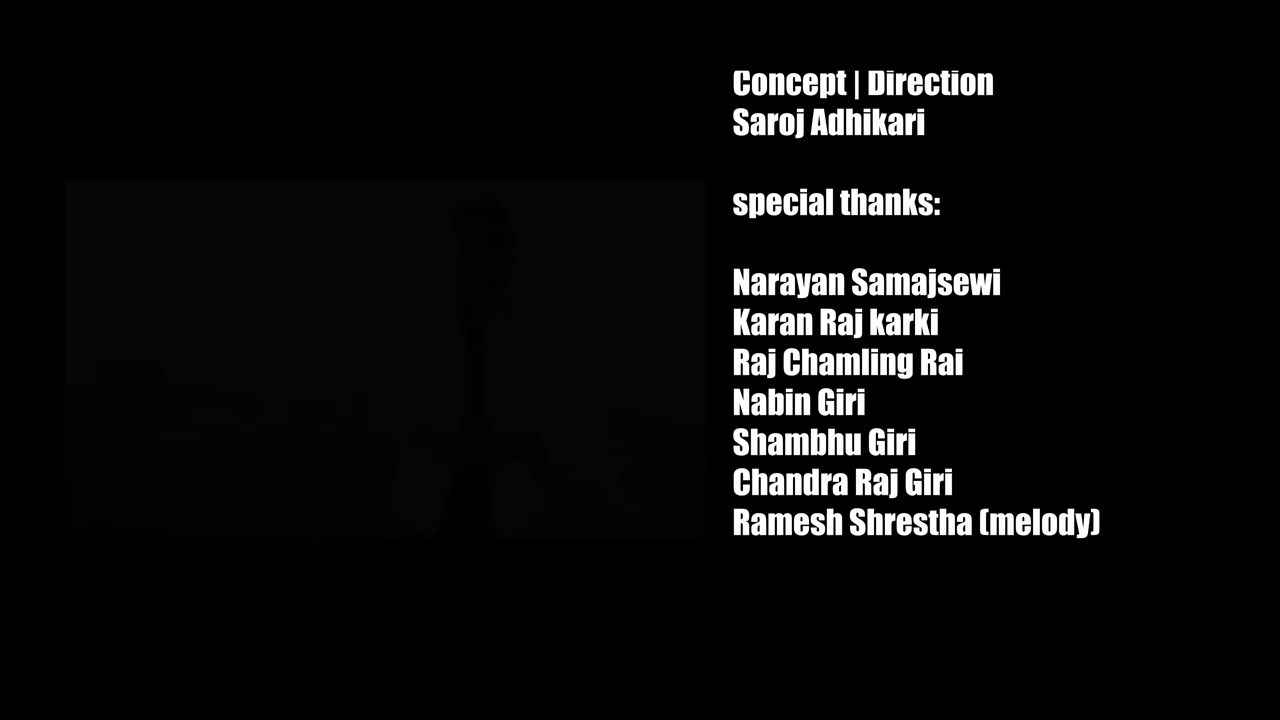 Concept | Direction
Saroj Adhikari
special thanks:
Narayan Samajsewi
Karan Raj karki
Raj Chamling Rai
Nabin Giri
Shambhu Giri
Chandra Raj Giri
Ramesh Shrestha (melody)